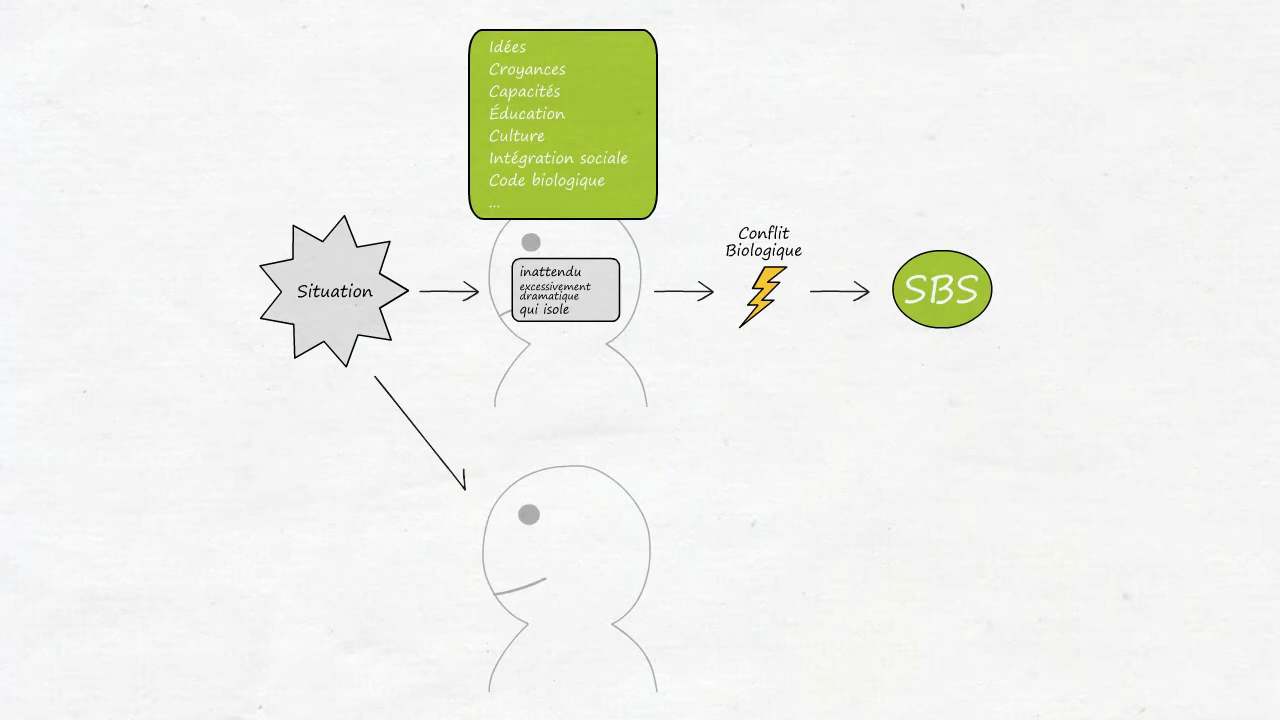 Idées
Croyances
Capacités
Éducation
Culture
Intégration sociale
Code biologique
...
Situation
inattendu
excessivement
dramatique
qui isole
Conflit
Biologique
SBS